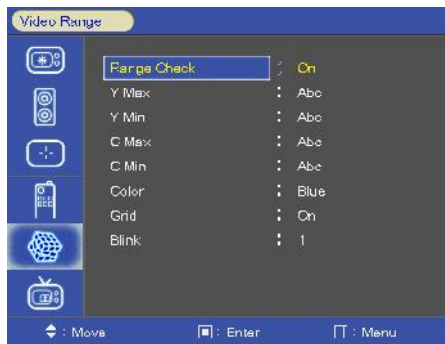 Video Range
Range Check : On
Y Max : Abc
Y Min : Abc
C Max : Abc
C Min : Abc
Color : Blue
Grid : On
Blink : 1
: Move : Enter : Menu